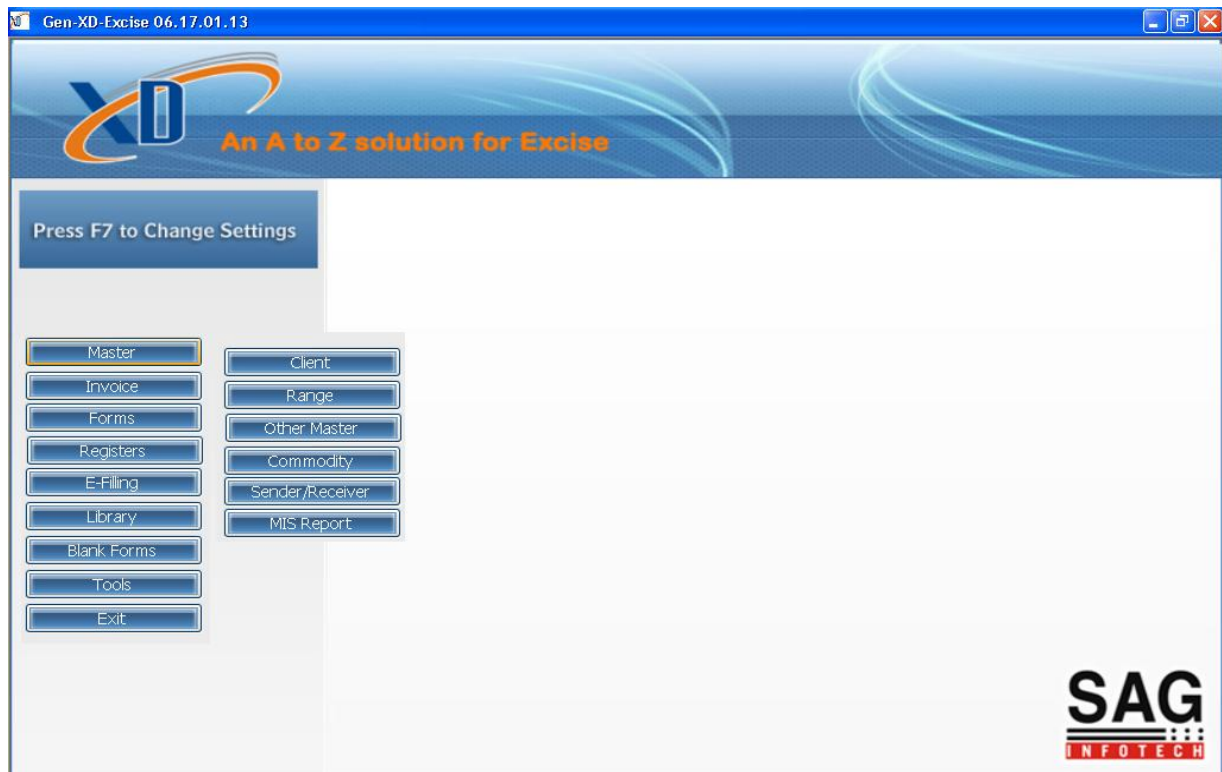 Gen-XD-Excise 06.17.01.13
XD
An A to Z solution for Excise
Press F7 to Change Settings
Master
Invoice
Forms
Registers
E-Filling
Library
Blank Forms
Tools
Exit
Client
Range
Other Master
Commodity
Sender/Receiver
MIS Report
SAG
INFOTECH